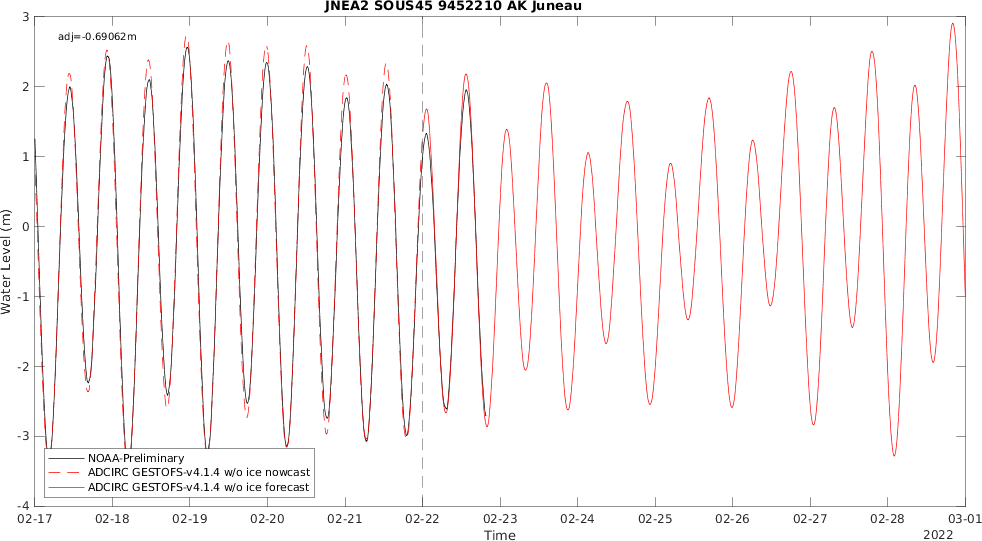 JNEA2 SOUS45 9452210 AK Juneau
adj=-0.69062m
3
2
1
0
-1
-2
-3
-4
Water Level (m)
NOAA-Preliminary
ADCIRC GESTOFS-v4.1.4 w/o ice nowcast
ADCIRC GESTOFS-v4.1.4 w/o ice forecast
02-17 02-18 02-19 02-20 02-21 02-22 02-23 02-24 02-25 02-26 02-27 02-28 03-01
Time
2022